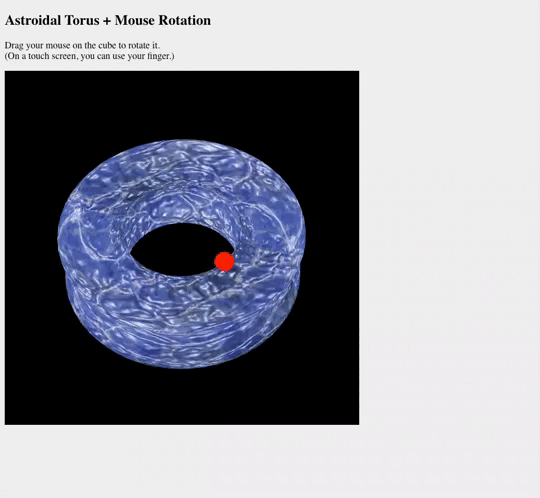 Astroidal Torus + Mouse Rotation
Drag your mouse on the cube to rotate it.
(On a touch screen, you can use your finger.)